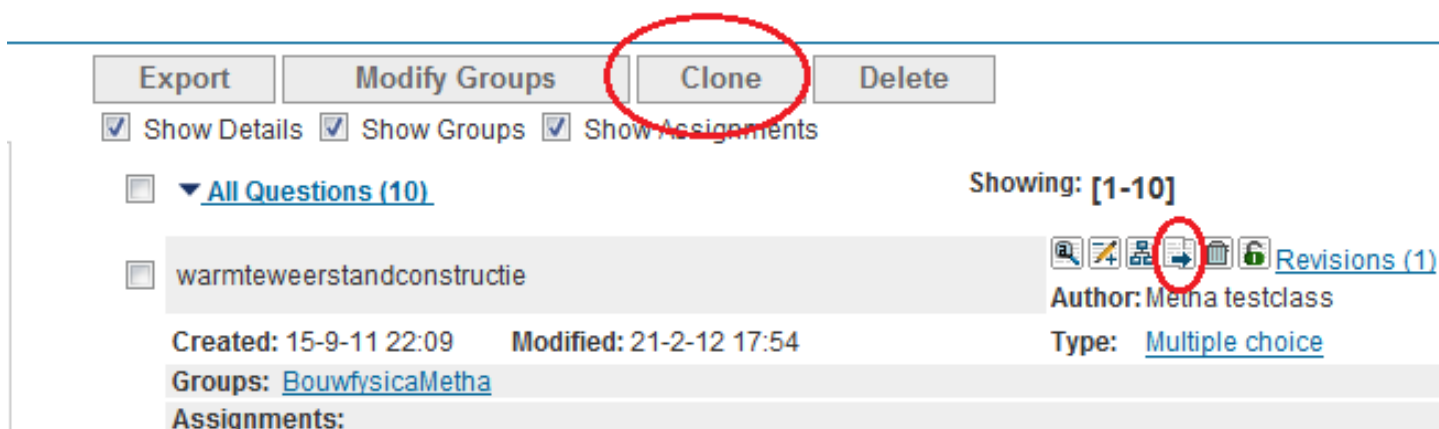 Export Modify Groups Clone Delete
Show Details Show Groups Show Assignments
All Questions (10) Showing: [1-10]
warmteweerstandconstructie Revisions (1)
Author: Metha testclass
Created: 15-9-11 22:09 Modified: 21-2-12 17:54 Type: Multiple choice
Groups: BouwfysicaMetha
Assignments: